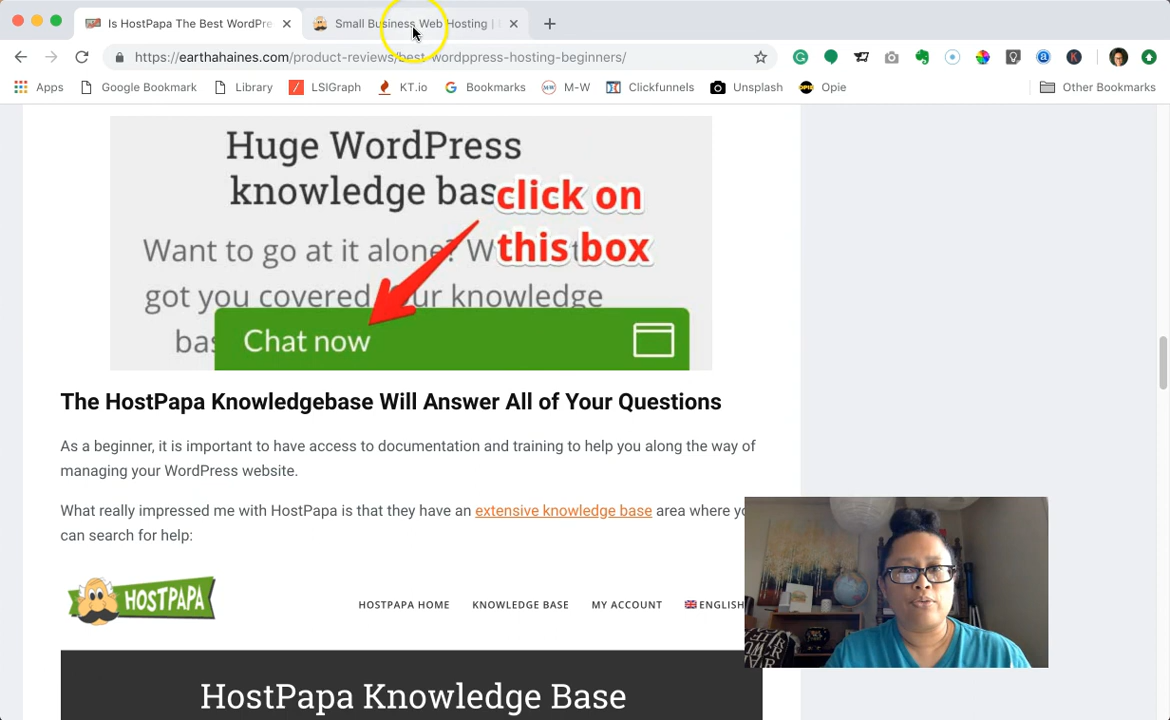 Is HostPapa The Best WordPre
Small Business Web Hosting |
https://earthahaines.com/product-reviews/best-wordppress-hosting-beginners/
Apps
Google Bookmark
Library
LSIGraph
KT.io
Bookmarks
M-W
Clickfunnels
Unsplash
Opie
Other Bookmarks
Huge WordPress
knowledge bas
click on
this box
Want to go at it alone? W
got you covered. Our knowledge
bas
Chat now
The HostPapa Knowledgebase Will Answer All of Your Questions
As a beginner, it is important to have access to documentation and training to help you along the way of
managing your WordPress website.
What really impressed me with HostPapa is that they have an extensive knowledge base area where yo
can search for help:
HOSTPAPA
HOSTPAPA HOME
KNOWLEDGE BASE
MY ACCOUNT
ENGLISH
HostPapa Knowledge Base